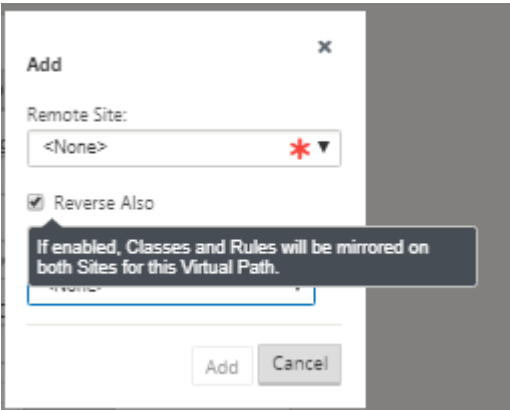 Add
Remote Site:
<None>
Reverse Also
If enabled, Classes and Rules will be mirrored on
both Sites for this Virtual Path.
<None>
Add
Cancel